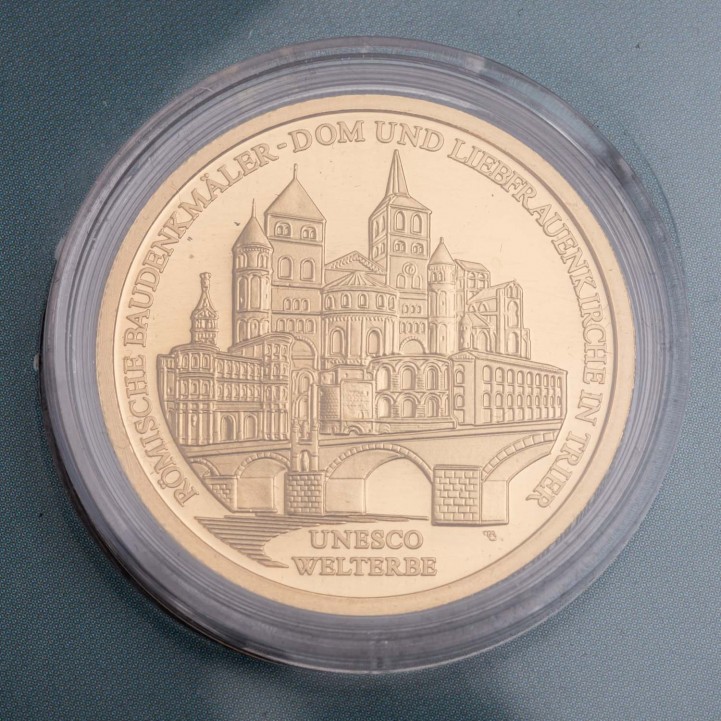 RÖMISCHE BAUDENKMÄLER - DOM UND LIEBFRAUENKIRCHE IN TRIER
UNESCO
WELTERBE